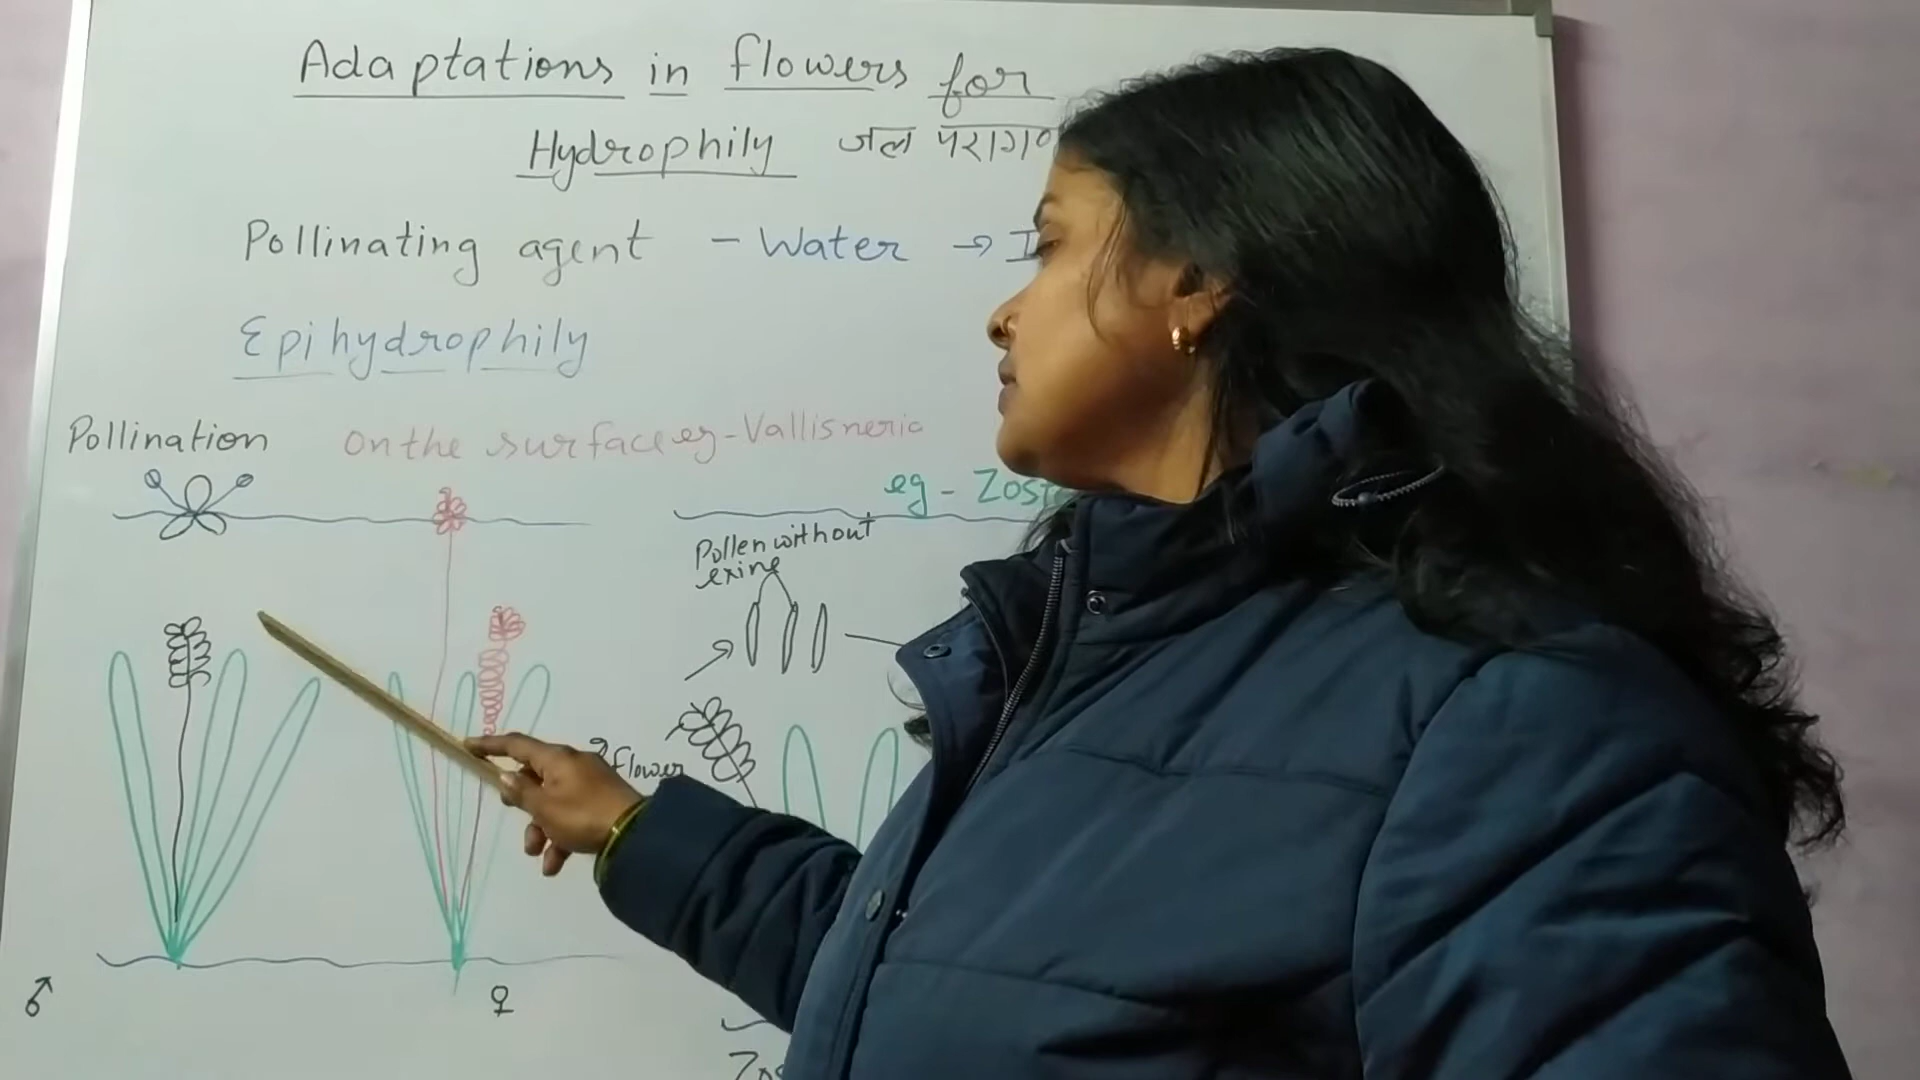 Adaptations in flowers for
Hydrophily जल परागण
Pollinating agent - Water →
Epihydrophily
Pollination on the surface eg - Vallisneria
eg -
Pollen without
exine
flower
♂ ♀